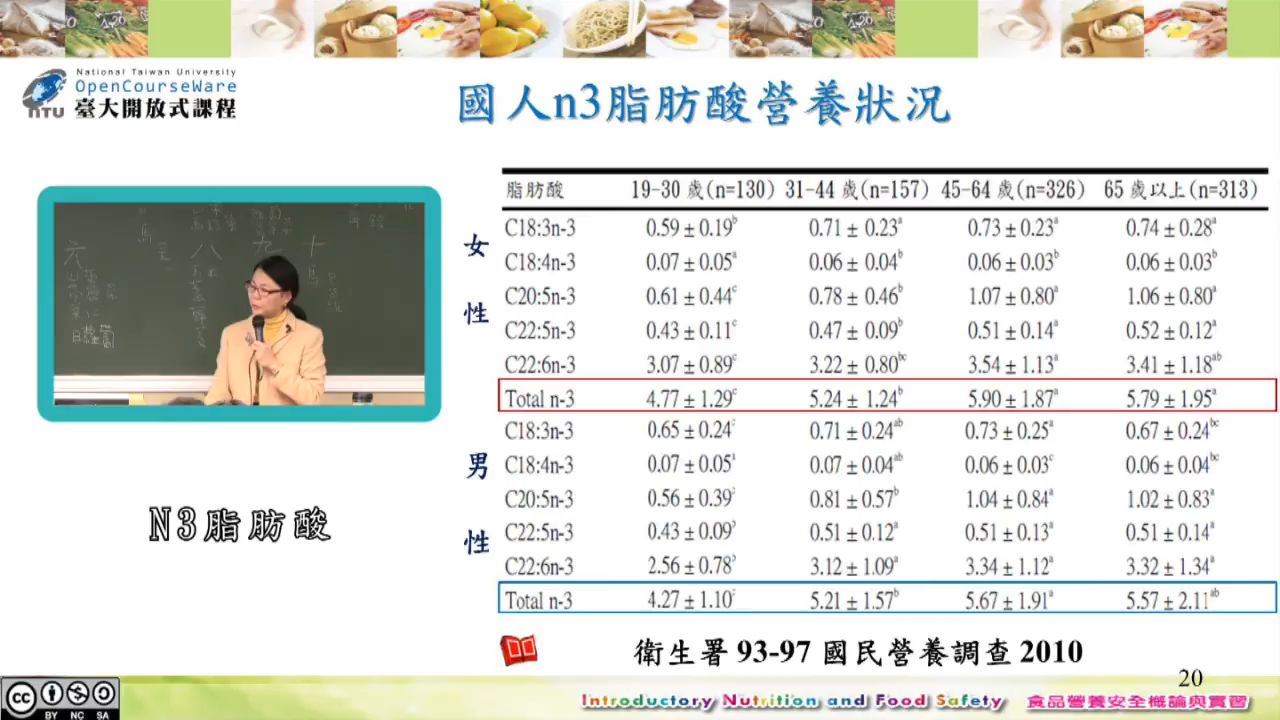 National Taiwan University
OpenCourseWare
NTU 臺大開放式課程
國人n3脂肪酸營養狀況
脂肪酸 19-30 歲(n=130) 31-44 歲(n=157) 45-64 歲(n=326) 65 歲以上(n=313)
女性
C18:3n-3 0.59 ± 0.19ᵇ 0.71 ± 0.23ᵃ 0.73 ± 0.23ᵃ 0.74 ± 0.28ᵃ
C18:4n-3 0.07 ± 0.05ᵃ 0.06 ± 0.04ᵇ 0.06 ± 0.03ᵇ 0.06 ± 0.03ᵇ
C20:5n-3 0.61 ± 0.44ᶜ 0.78 ± 0.46ᵇ 1.07 ± 0.80ᵃ 1.06 ± 0.80ᵃ
C22:5n-3 0.43 ± 0.11ᶜ 0.47 ± 0.09ᵇ 0.51 ± 0.14ᵃ 0.52 ± 0.12ᵃ
C22:6n-3 3.07 ± 0.89ᶜ 3.22 ± 0.80ᵇᶜ 3.54 ± 1.13ᵃ 3.41 ± 1.18ᵃᵇ
Total n-3 4.77 ± 1.29ᶜ 5.24 ± 1.24ᵇ 5.90 ± 1.87ᵃ 5.79 ± 1.95ᵃ
男性
C18:3n-3 0.65 ± 0.24 0.71 ± 0.24ᵃᵇ 0.73 ± 0.25ᵃ 0.67 ± 0.24ᵇᶜ
C18:4n-3 0.07 ± 0.05 0.07 ± 0.04ᵃᵇ 0.06 ± 0.03ᶜ 0.06 ± 0.04ᵇᶜ
C20:5n-3 0.56 ± 0.39 0.81 ± 0.57ᵇ 1.04 ± 0.84ᵃ 1.02 ± 0.83ᵃ
C22:5n-3 0.43 ± 0.09 0.51 ± 0.12ᵃ 0.51 ± 0.13ᵃ 0.51 ± 0.14ᵃ
C22:6n-3 2.56 ± 0.78 3.12 ± 1.09ᵃ 3.34 ± 1.12ᵃ 3.32 ± 1.34ᵃ
Total n-3 4.27 ± 1.10 5.21 ± 1.57ᵇ 5.67 ± 1.91ᵃ 5.57 ± 2.11ᵃᵇ
六 八 九 十
N3脂肪酸
衛生署 93-97 國民營養調查 2010
20
Introductory Nutrition and Food Safety 食品營養安全概論與實習
cc BY NC SA